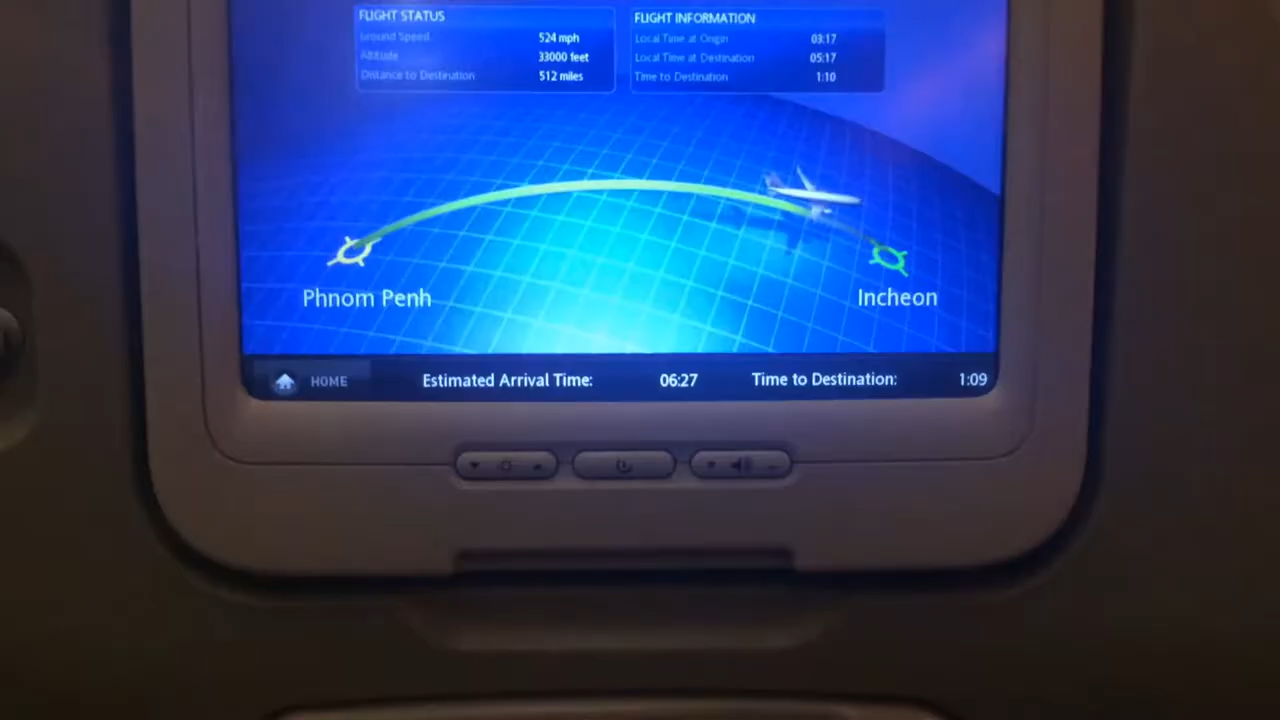 FLIGHT STATUS
Ground Speed 524 mph
Altitude 33000 feet
Distance to Destination 512 miles
FLIGHT INFORMATION
Local Time at Origin 03:17
Local Time at Destination 05:17
Time to Destination 1:10
Phnom Penh
Incheon
HOME Estimated Arrival Time: 06:27 Time to Destination: 1:09